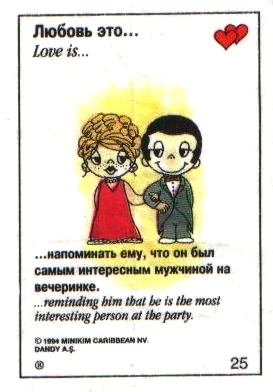 Любовь это...
Love is...
...напоминать ему, что он был
самым интересным мужчиной на
вечеринке.
...reminding him that he is the most
interesting person at the party.
© 1994 MINIKIM CARIBBEAN NV.
DANDY A.Ş.
®
25